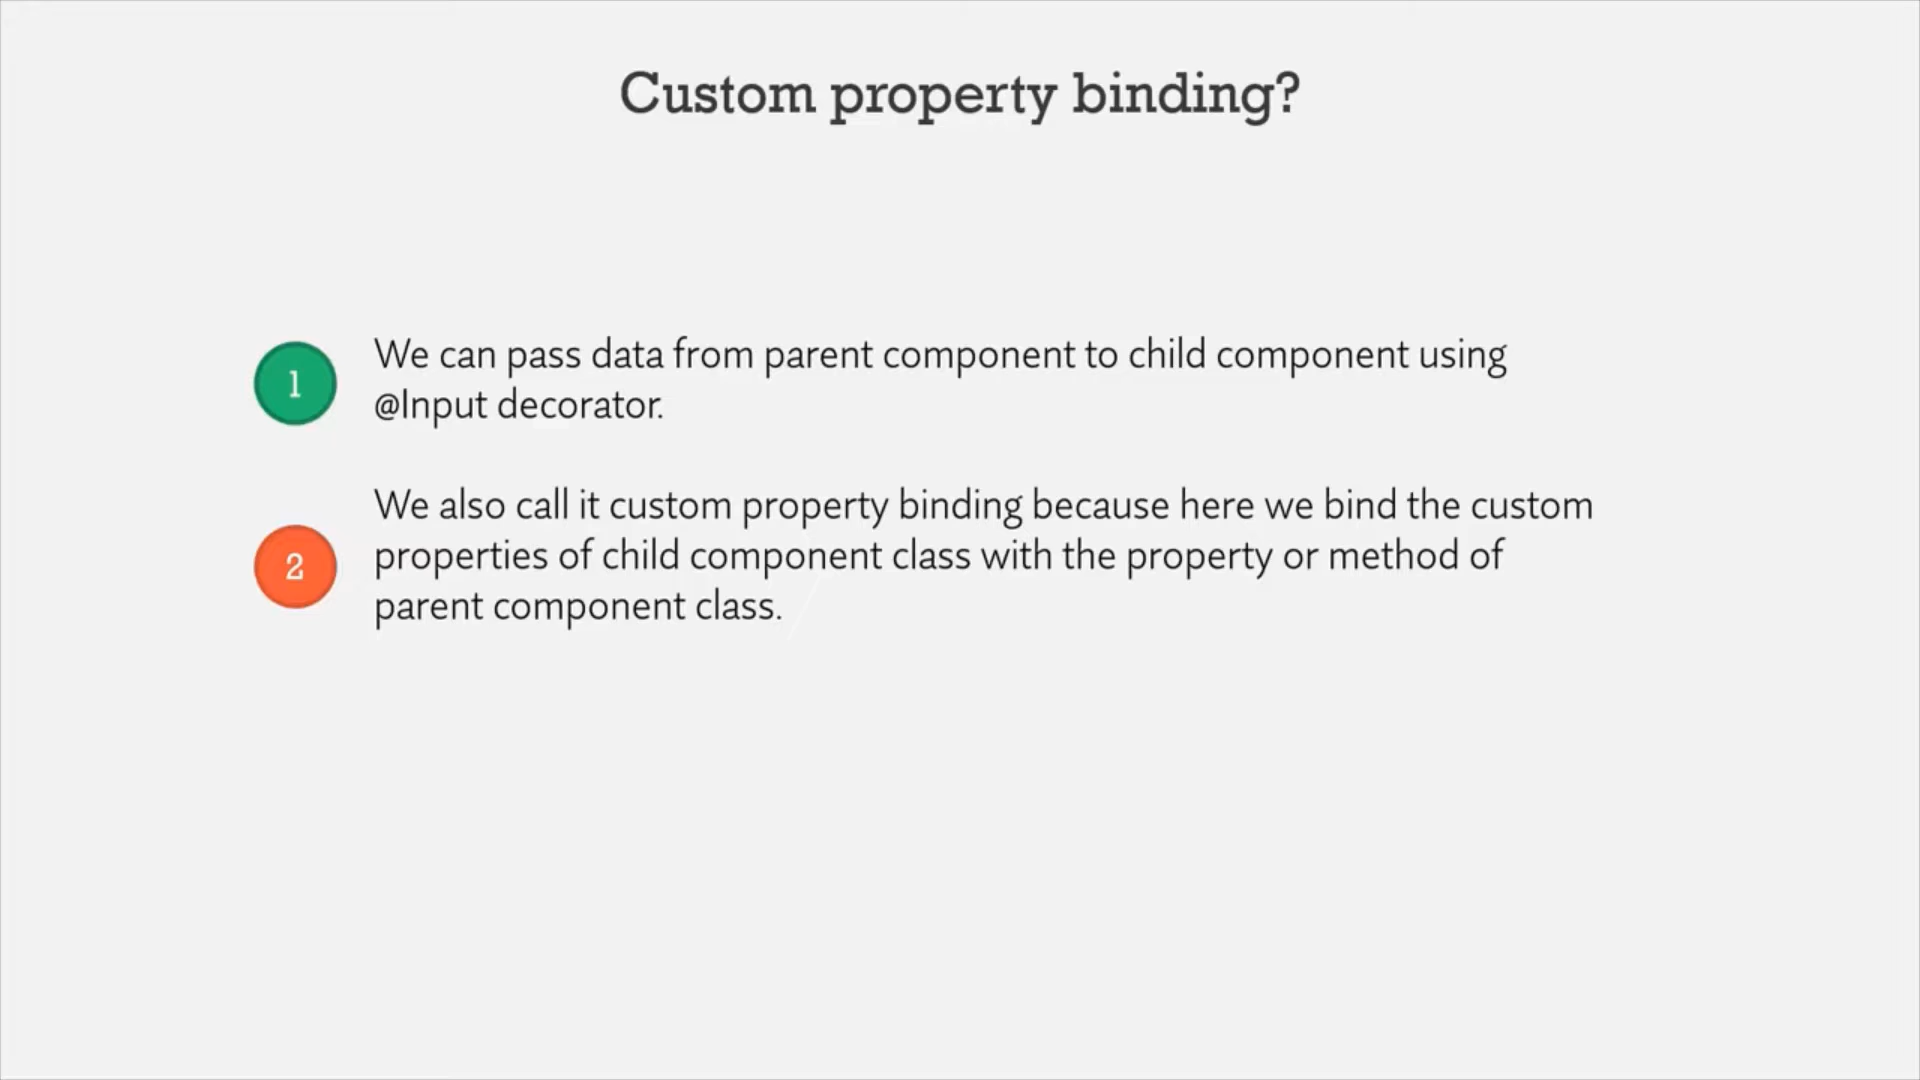 Custom property binding?
1
We can pass data from parent component to child component using
@Input decorator.
2
We also call it custom property binding because here we bind the custom
properties of child component class with the property or method of
parent component class.